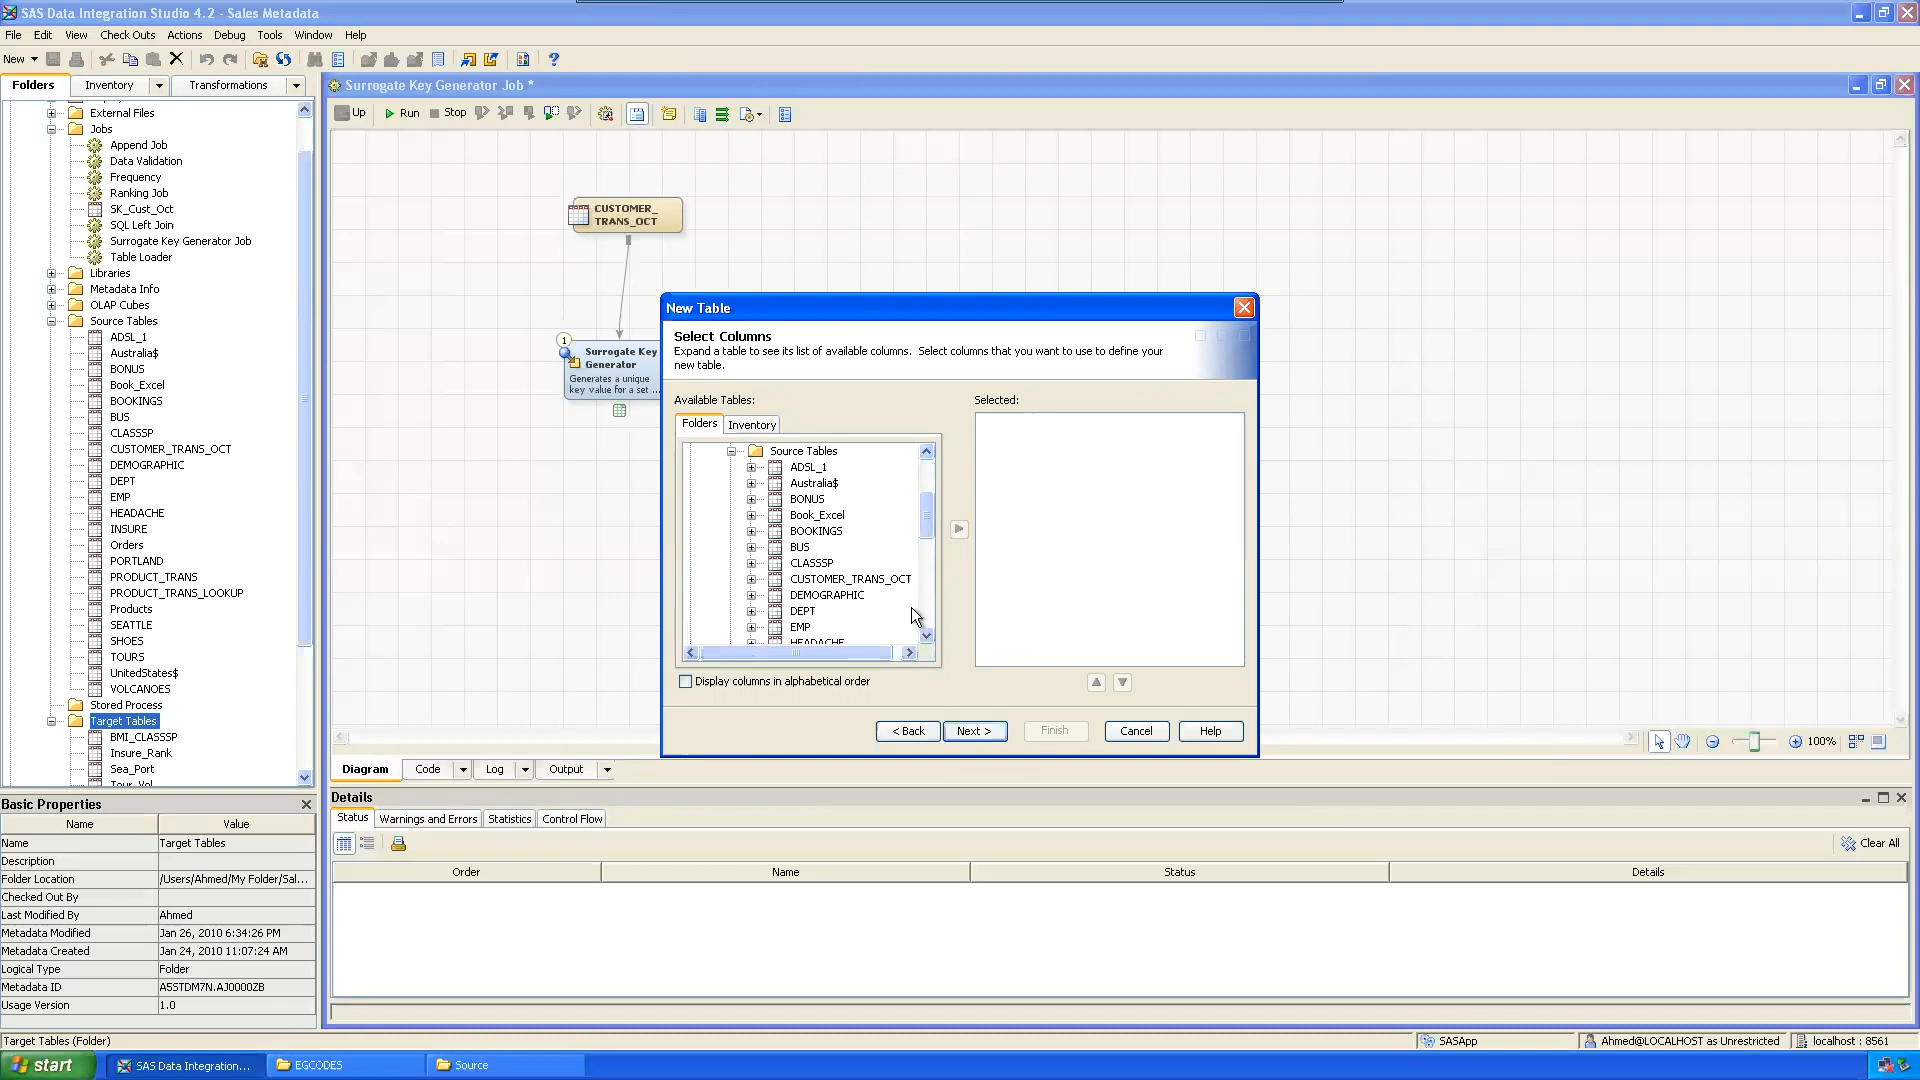 SAS Data Integration Studio 4.2 - Sales Metadata
File Edit View Check Outs Actions Debug Tools Window Help
New
Folders Inventory Transformations
External Files
Jobs
Append Job
Data Validation
Frequency
Ranking Job
SK_Cust_Oct
SQL Left Join
Surrogate Key Generator Job
Table Loader
Libraries
Metadata Info
OLAP Cubes
Source Tables
ADSL_1
Australia$
BONUS
Book_Excel
BOOKINGS
BUS
CLASSSP
CUSTOMER_TRANS_OCT
DEMOGRAPHIC
DEPT
EMP
HEADACHE
INSURE
Orders
PORTLAND
PRODUCT_TRANS
PRODUCT_TRANS_LOOKUP
Products
SEATTLE
SHOES
TOURS
UnitedStates$
VOLCANOES
Stored Process
Target Tables
BMI_CLASSSP
Insure_Rank
Sea_Port
Tour_Vol
Basic Properties
Name Value
Name Target Tables
Description
Folder Location /Users/Ahmed/My Folder/Sal...
Checked Out By
Last Modified By Ahmed
Metadata Modified Jan 26, 2010 6:34:26 PM
Metadata Created Jan 24, 2010 11:07:24 AM
Logical Type Folder
Metadata ID A5STDM7N.AJ0000ZB
Usage Version 1.0
Surrogate Key Generator Job *
Up Run Stop
CUSTOMER_
TRANS_OCT
1
Surrogate Key
Generator
Generates a unique
key value for a set ...
New Table
Select Columns
Expand a table to see its list of available columns. Select columns that you want to use to define your
new table.
Available Tables: Selected:
Folders Inventory
Source Tables
ADSL_1
Australia$
BONUS
Book_Excel
BOOKINGS
BUS
CLASSSP
CUSTOMER_TRANS_OCT
DEMOGRAPHIC
DEPT
EMP
HEADACHE
Display columns in alphabetical order
< Back Next > Finish Cancel Help
100%
Diagram Code Log Output
Details
Status Warnings and Errors Statistics Control Flow
Clear All
Order Name Status Details
Target Tables (Folder) SASApp Ahmed@LOCALHOST as Unrestricted localhost : 8561
start SAS Data Integration... EGCODES Source